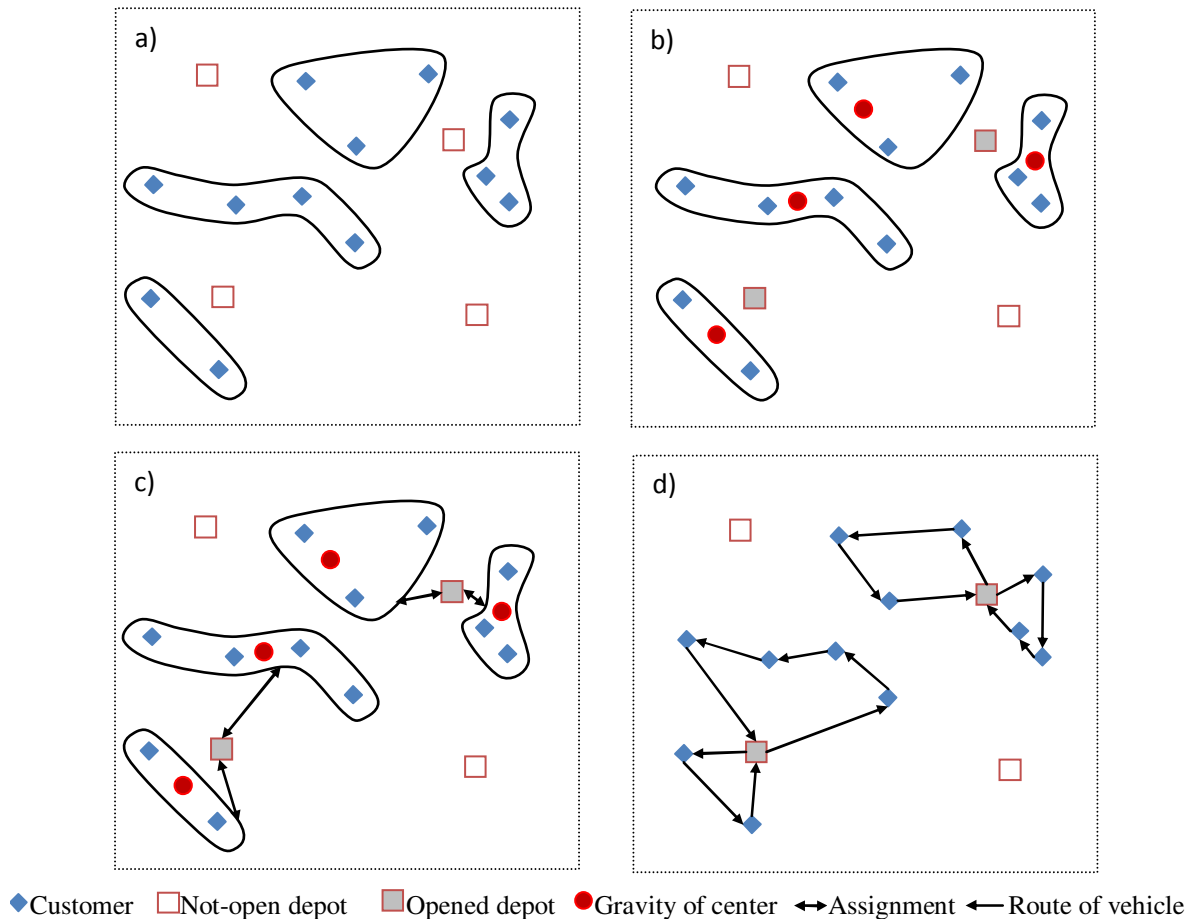 a)
b)
c)
d)
Customer Not-open depot Opened depot Gravity of center Assignment Route of vehicle